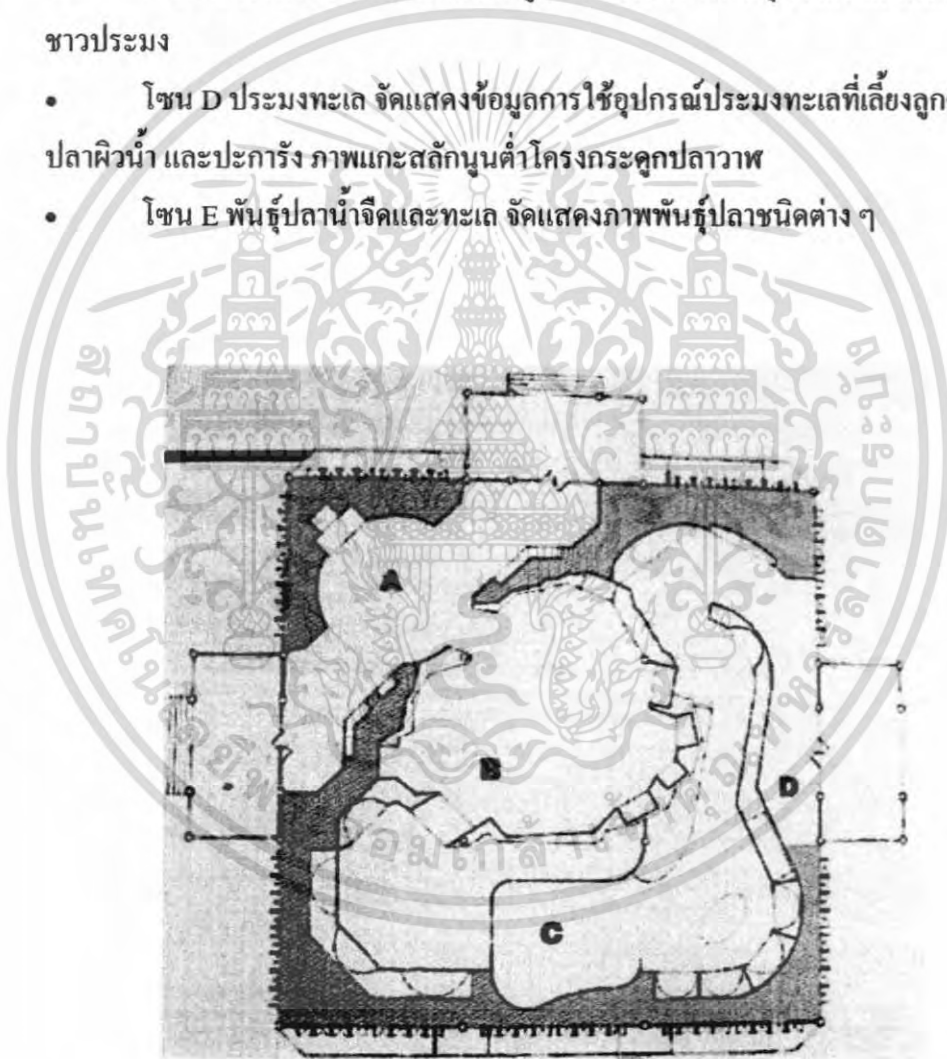 ชาวประมง
• โซน D ประมงทะเล จัดแสดงข้อมูลการใช้อุปกรณ์ประมงทะเลที่เลี้ยงลูก
ปลาผิวน้ำ และปะการัง ภาพแกะสลักนูนต่ำโครงกระดูกปลาวาฬ
• โซน E พันธุ์ปลาน้ำจืดและทะเล จัดแสดงภาพพันธุ์ปลาชนิดต่าง ๆ
A
B
D
C